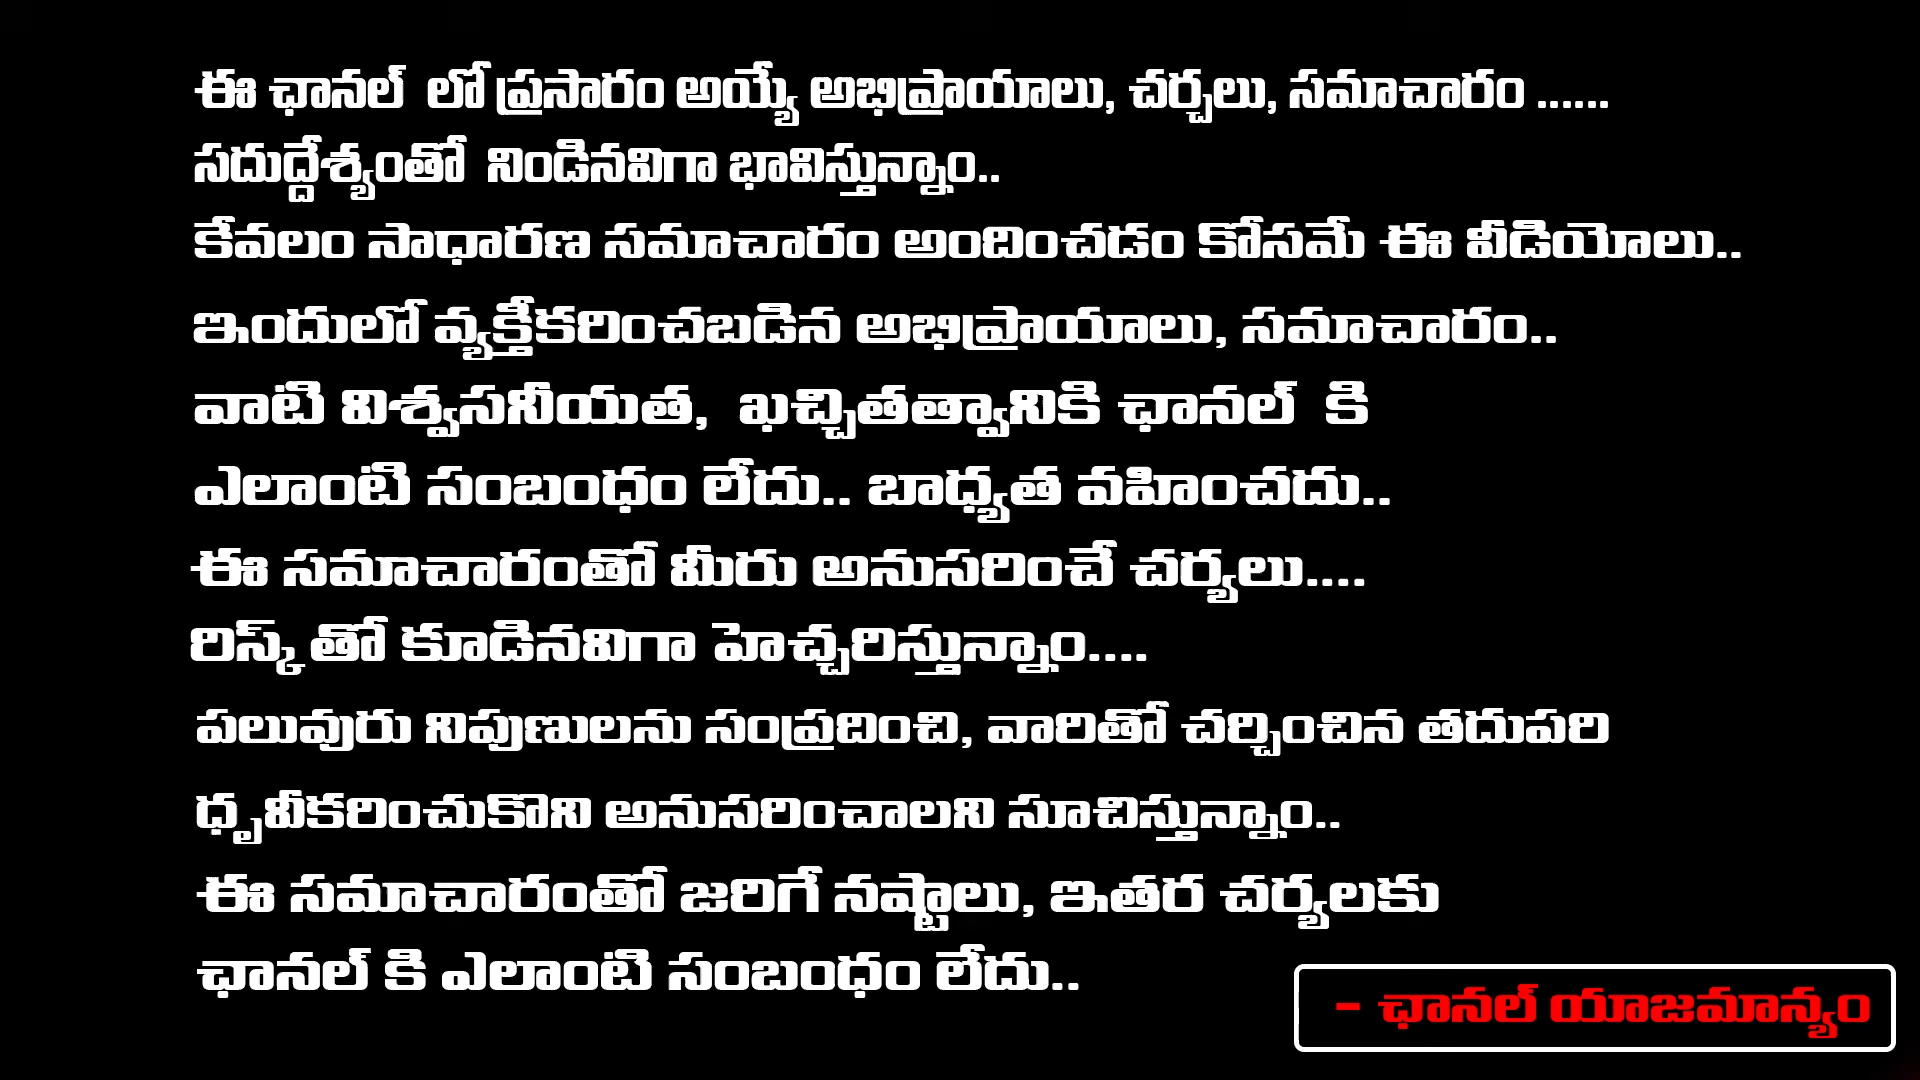 ఈ ఛానల్ లో ప్రసారం అయ్యే అభిప్రాయాలు, చర్చలు, సమాచారం ......
సదుద్దేశ్యంతో నిండినవిగా భావిస్తున్నాం..
కేవలం సాధారణ సమాచారం అందించడం కోసమే ఈ వీడియోలు..
ఇందులో వ్యక్తీకరించబడిన అభిప్రాయాలు, సమాచారం..
వాటి విశ్వసనీయత, ఖచ్చితత్వానికి ఛానల్ కి
ఎలాంటి సంబంధం లేదు.. బాధ్యత వహించదు..
ఈ సమాచారంతో మీరు అనుసరించే చర్యలు....
రిస్క్ తో కూడినవిగా హెచ్చరిస్తున్నాం....
పలువురు నిపుణులను సంప్రదించి, వారితో చర్చించిన తదుపరి
ధృవీకరించుకొని అనుసరించాలని సూచిస్తున్నాం..
ఈ సమాచారంతో జరిగే నష్టాలు, ఇతర చర్యలకు
ఛానల్ కి ఎలాంటి సంబంధం లేదు..
- ఛానల్ యాజమాన్యం